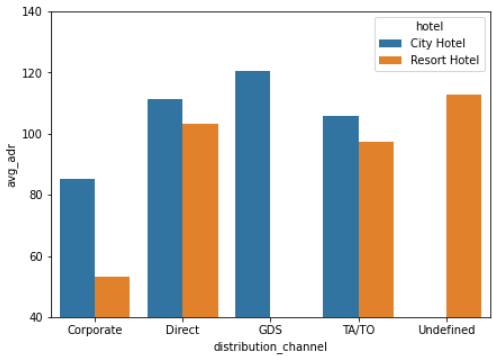 140
120
100
80
60
40
avg_adr
hotel
City Hotel
Resort Hotel
Corporate Direct GDS TA/TO Undefined
distribution_channel